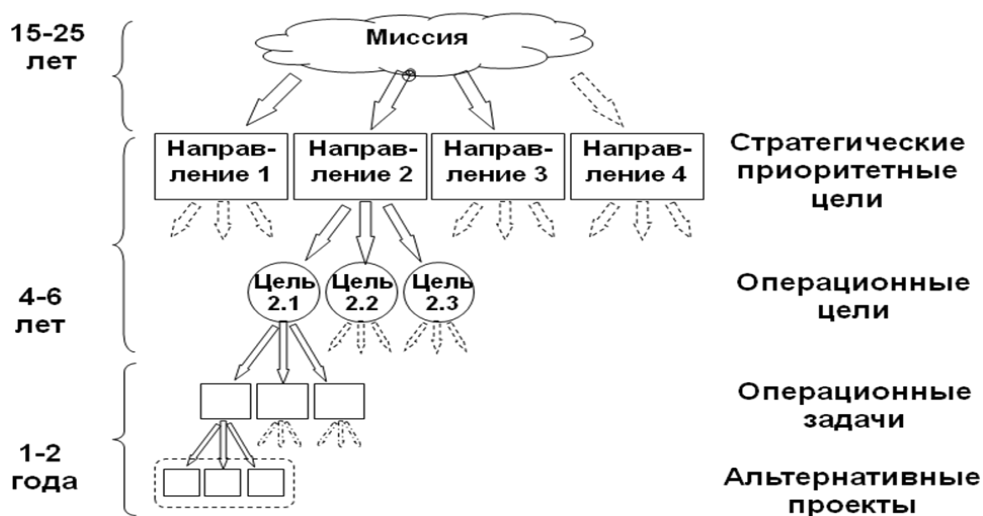 15-25
лет
Миссия
Направ-
ление 1
Направ-
ление 2
Направ-
ление 3
Направ-
ление 4
Стратегические
приоритетные
цели
4-6
лет
Цель
2.1
Цель
2.2
Цель
2.3
Операционные
цели
Операционные
задачи
1-2
года
Альтернативные
проекты